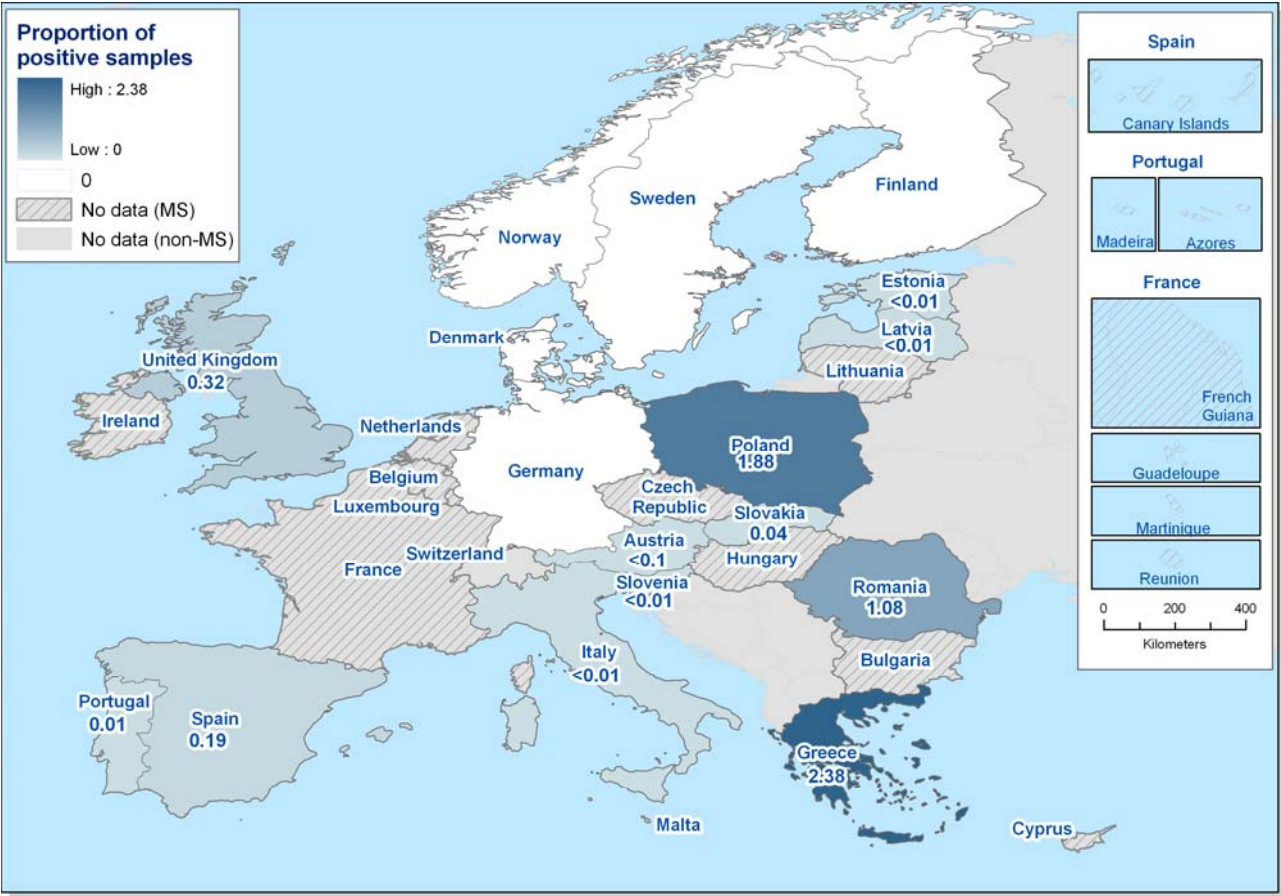 Proportion of
positive samples
High : 2.38
Low : 0
0
No data (MS)
No data (non-MS)
Norway
Sweden
Finland
Estonia
<0.01
Latvia
<0.01
Lithuania
Denmark
United Kingdom
0.32
Ireland
Netherlands
Belgium
Luxembourg
Germany
Poland
1.88
Czech
Republic
Slovakia
0.04
Austria
<0.1
Hungary
Switzerland
France
Slovenia
<0.01
Romania
1.08
Bulgaria
Italy
<0.01
Portugal
0.01
Spain
0.19
Greece
2.38
Malta
Cyprus
Spain
Canary Islands
Portugal
Madeira
Azores
France
French
Guiana
Guadeloupe
Martinique
Reunion
0 200 400
Kilometers